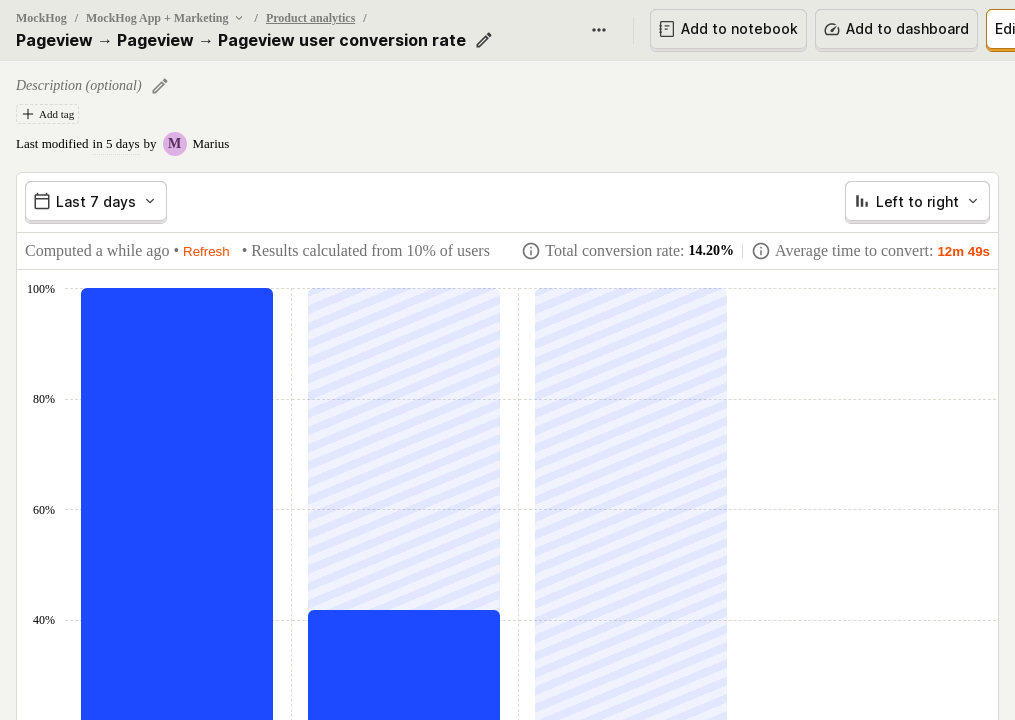 MockHog / MockHog App + Marketing / Product analytics /
Pageview → Pageview → Pageview user conversion rate
Add to notebook
Add to dashboard
Edi
Description (optional)
Add tag
Last modified in 5 days by M Marius
Last 7 days
Left to right
Computed a while ago • Refresh • Results calculated from 10% of users
Total conversion rate: 14.20%
Average time to convert: 12m 49s
100%
80%
60%
40%